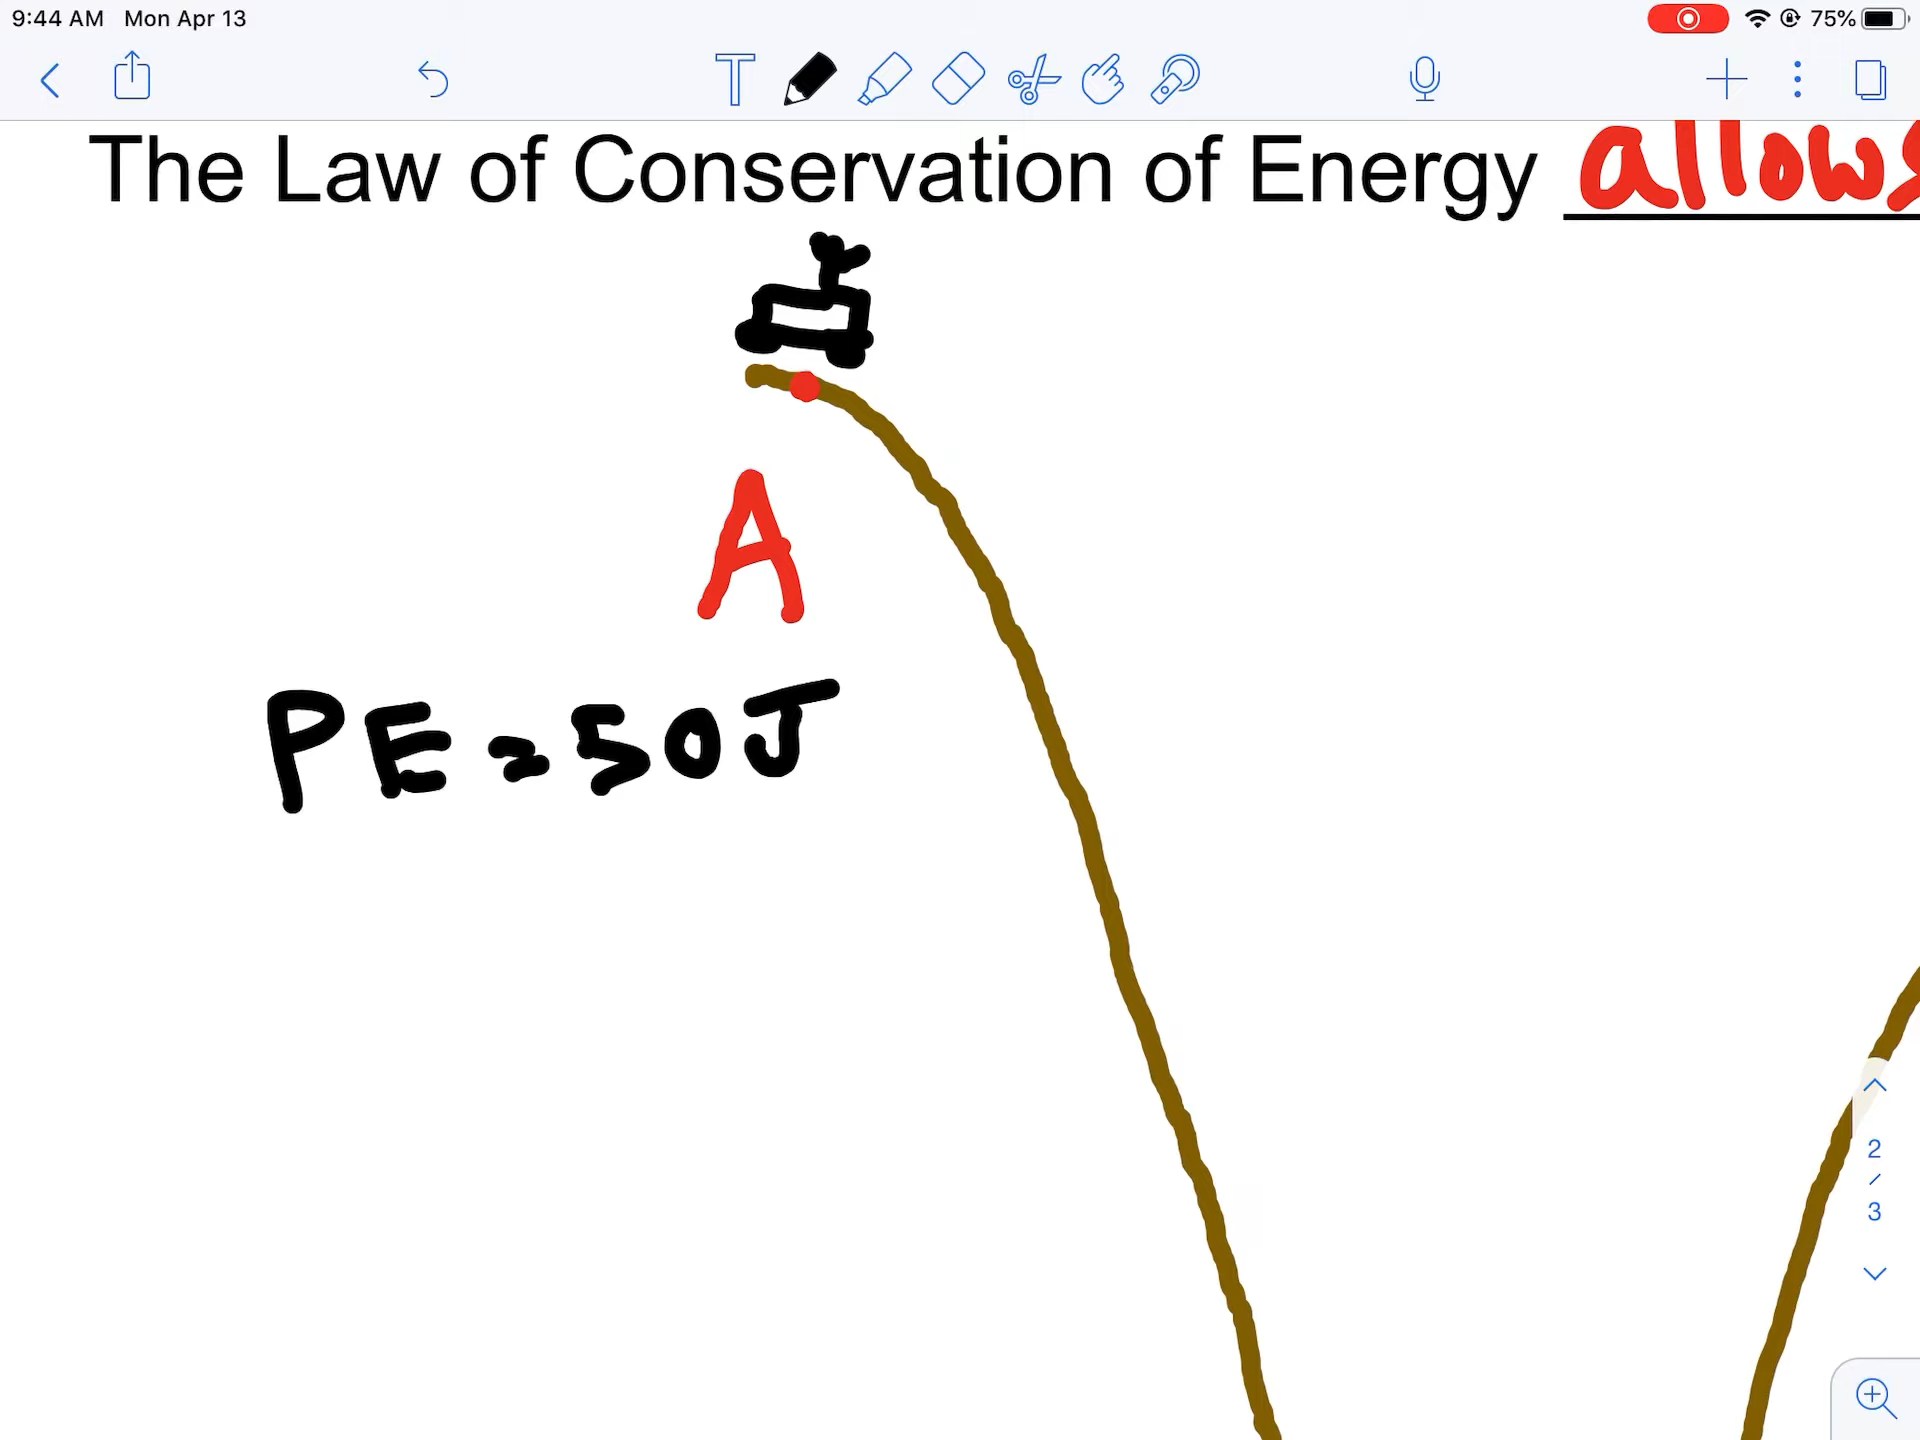 9:44 AM Mon Apr 13 75%
The Law of Conservation of Energy allows
A
PE=50J
2
/
3